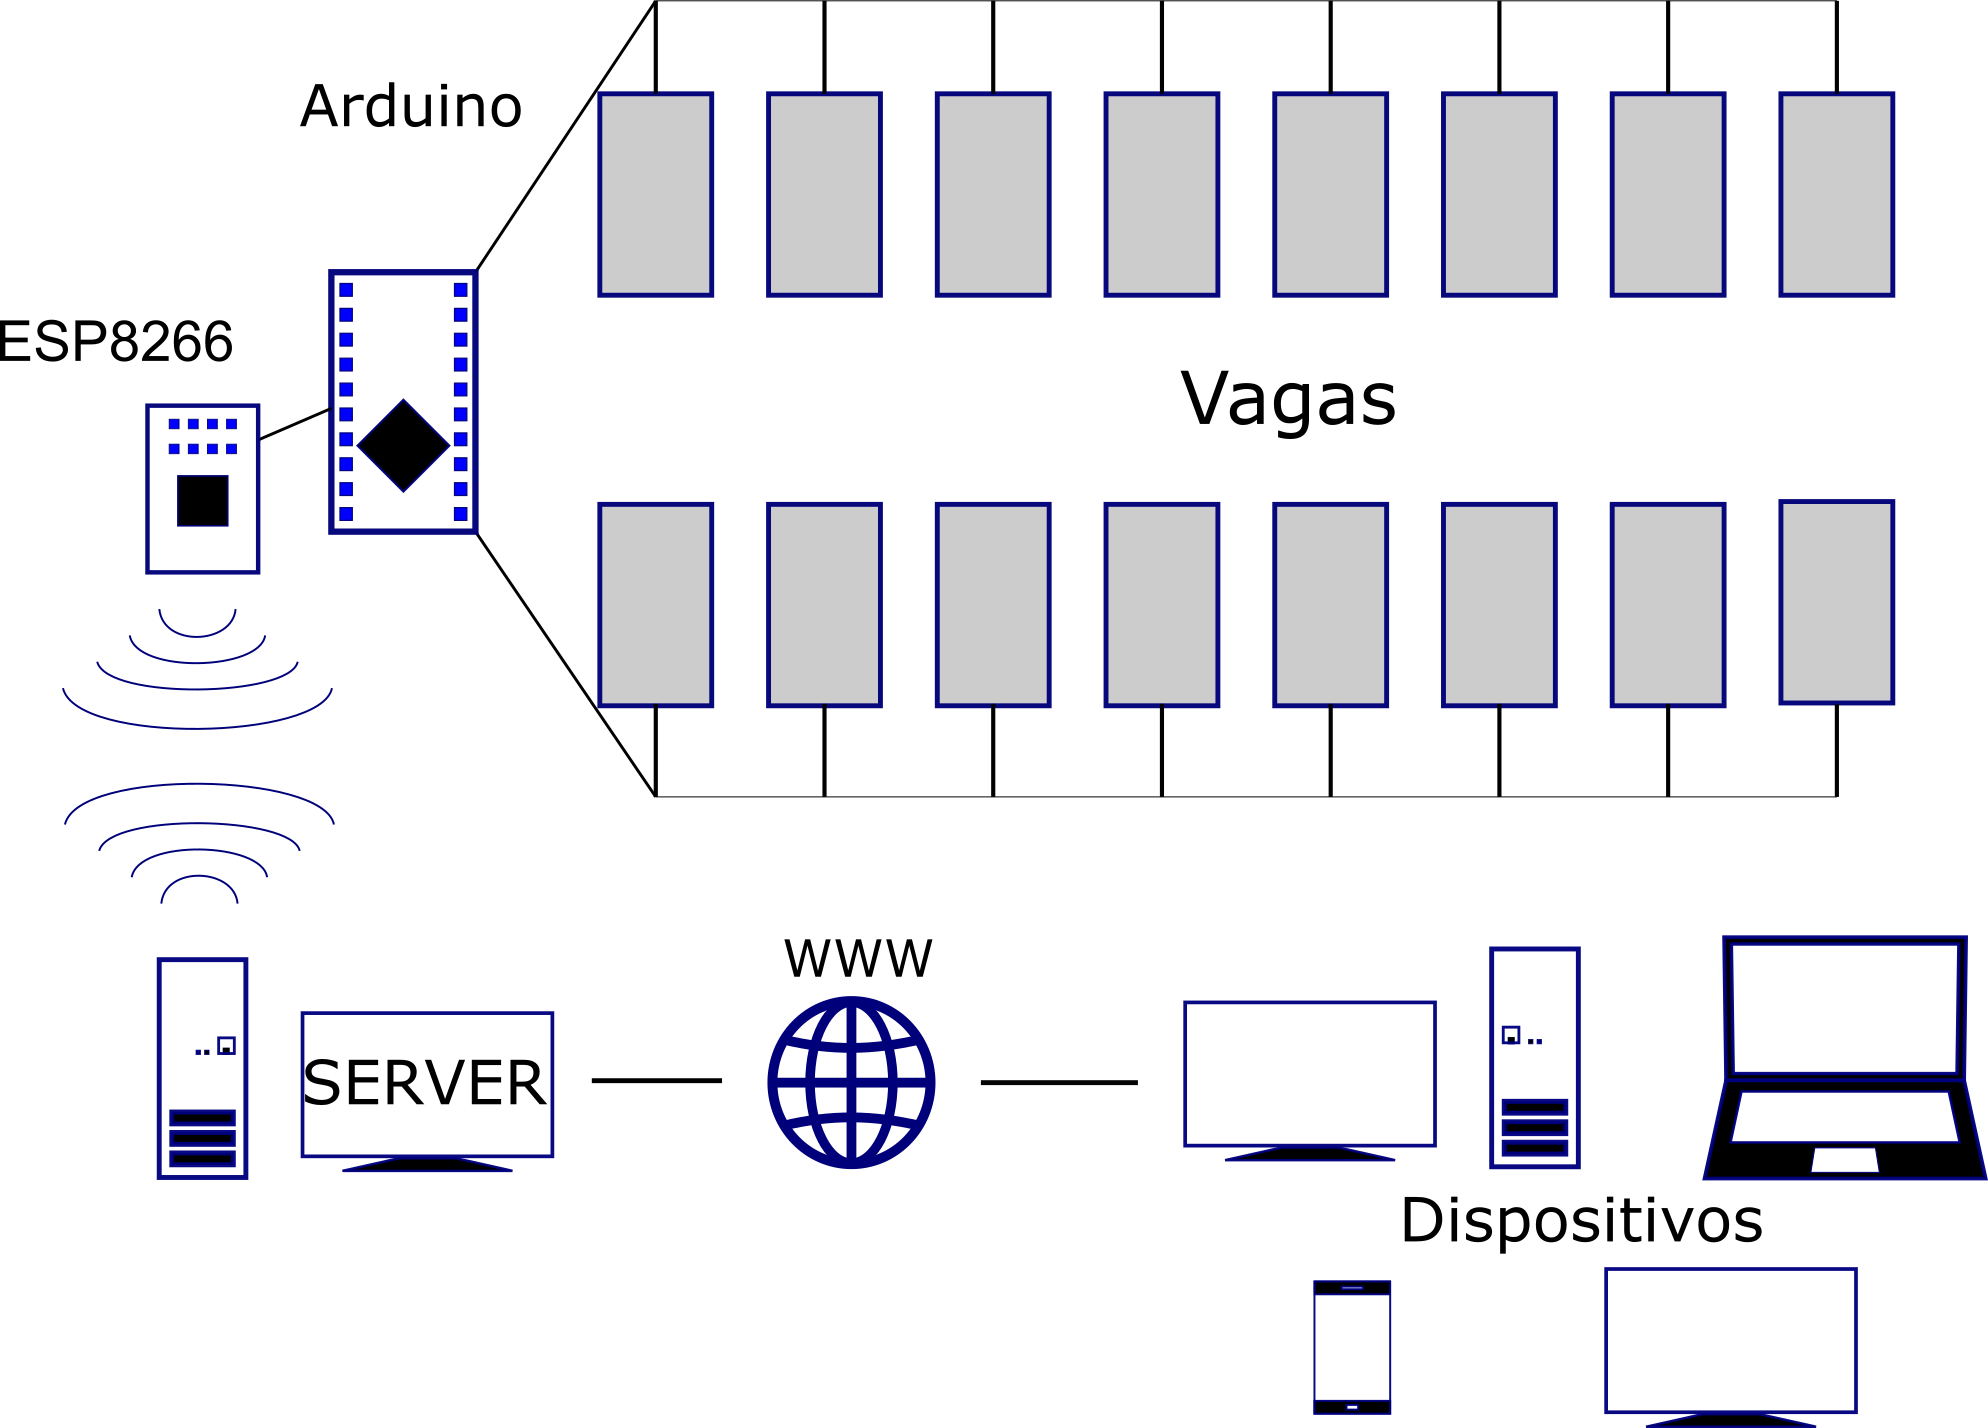 Arduino
ESP8266
Vagas
WWW
SERVER
Dispositivos